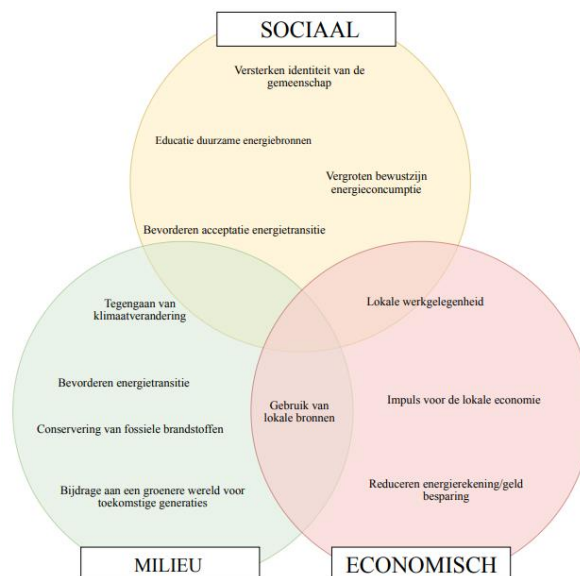 SOCIAAL
Versterken identiteit van de
gemeenschap
Educatie duurzame energiebronnen
Vergroten bewustzijn
energieconcumptie
Bevorderen acceptatie energietransitie
Tegengaan van
klimaatverandering
Lokale werkgelegenheid
Bevorderen energietransitie
Gebruik van
lokale bronnen
Impuls voor de lokale economie
Conservering van fossiele brandstoffen
Bijdrage aan een groenere wereld voor
toekomstige generaties
Reduceren energierekening/geld
besparing
MILIEU
ECONOMISCH